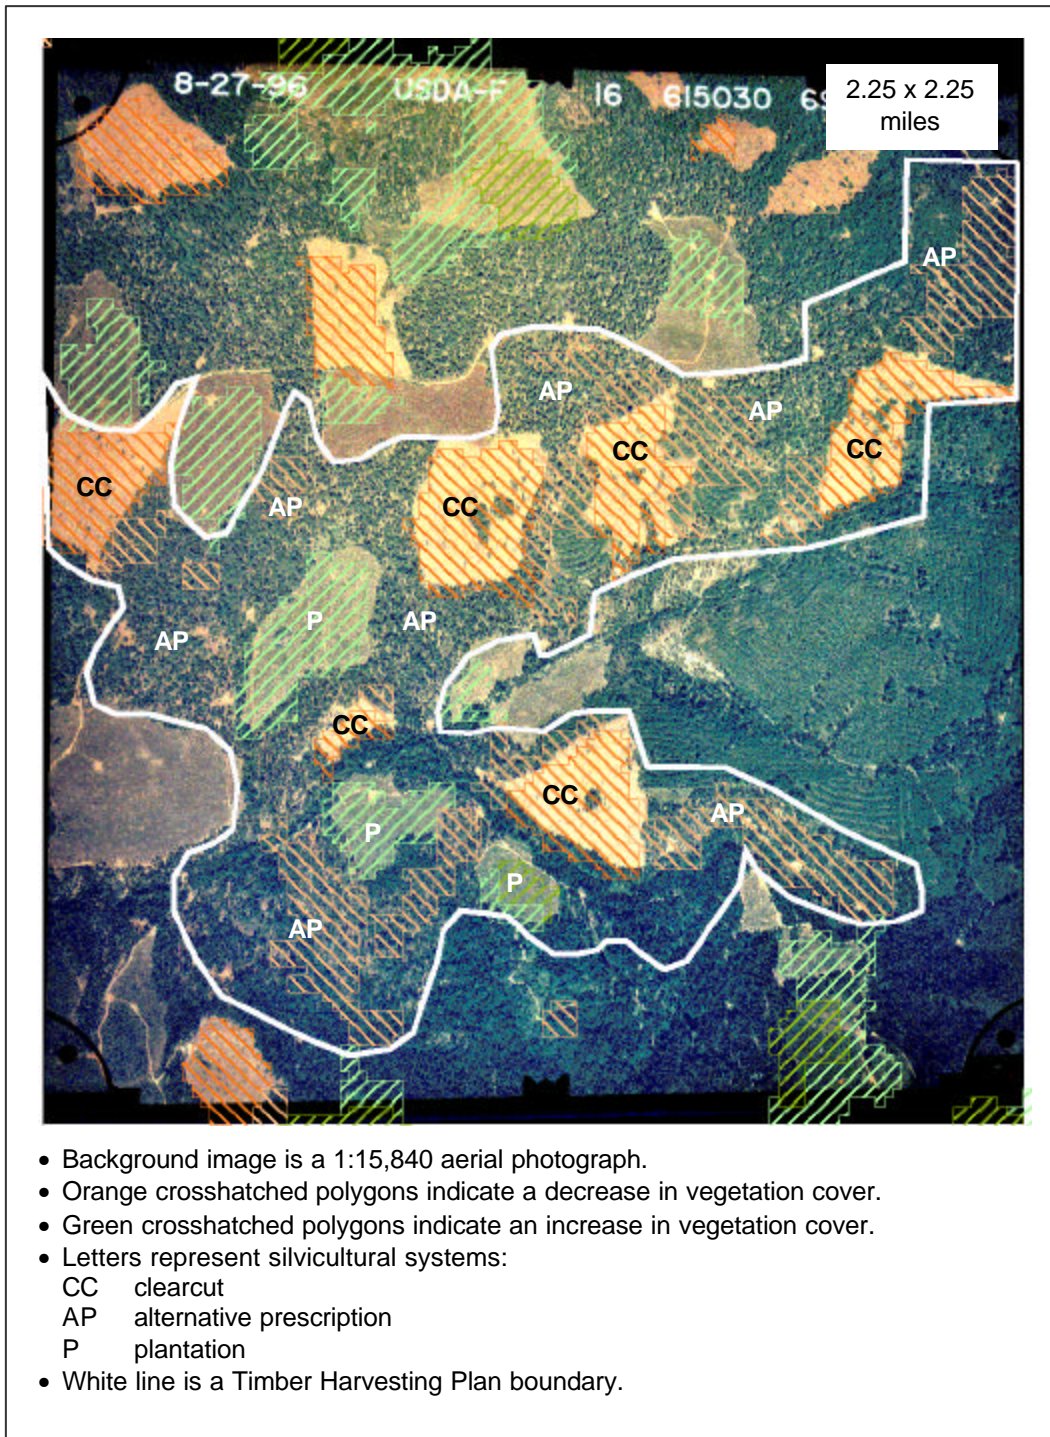 8-27-96 USDA-F 16 615030
2.25 x 2.25
miles
AP
AP
AP
CC
CC
CC
CC
AP
P
AP
AP
CC
CC
AP
P
P
AP
• Background image is a 1:15,840 aerial photograph.
• Orange crosshatched polygons indicate a decrease in vegetation cover.
• Green crosshatched polygons indicate an increase in vegetation cover.
• Letters represent silvicultural systems:
CC clearcut
AP alternative prescription
P plantation
• White line is a Timber Harvesting Plan boundary.